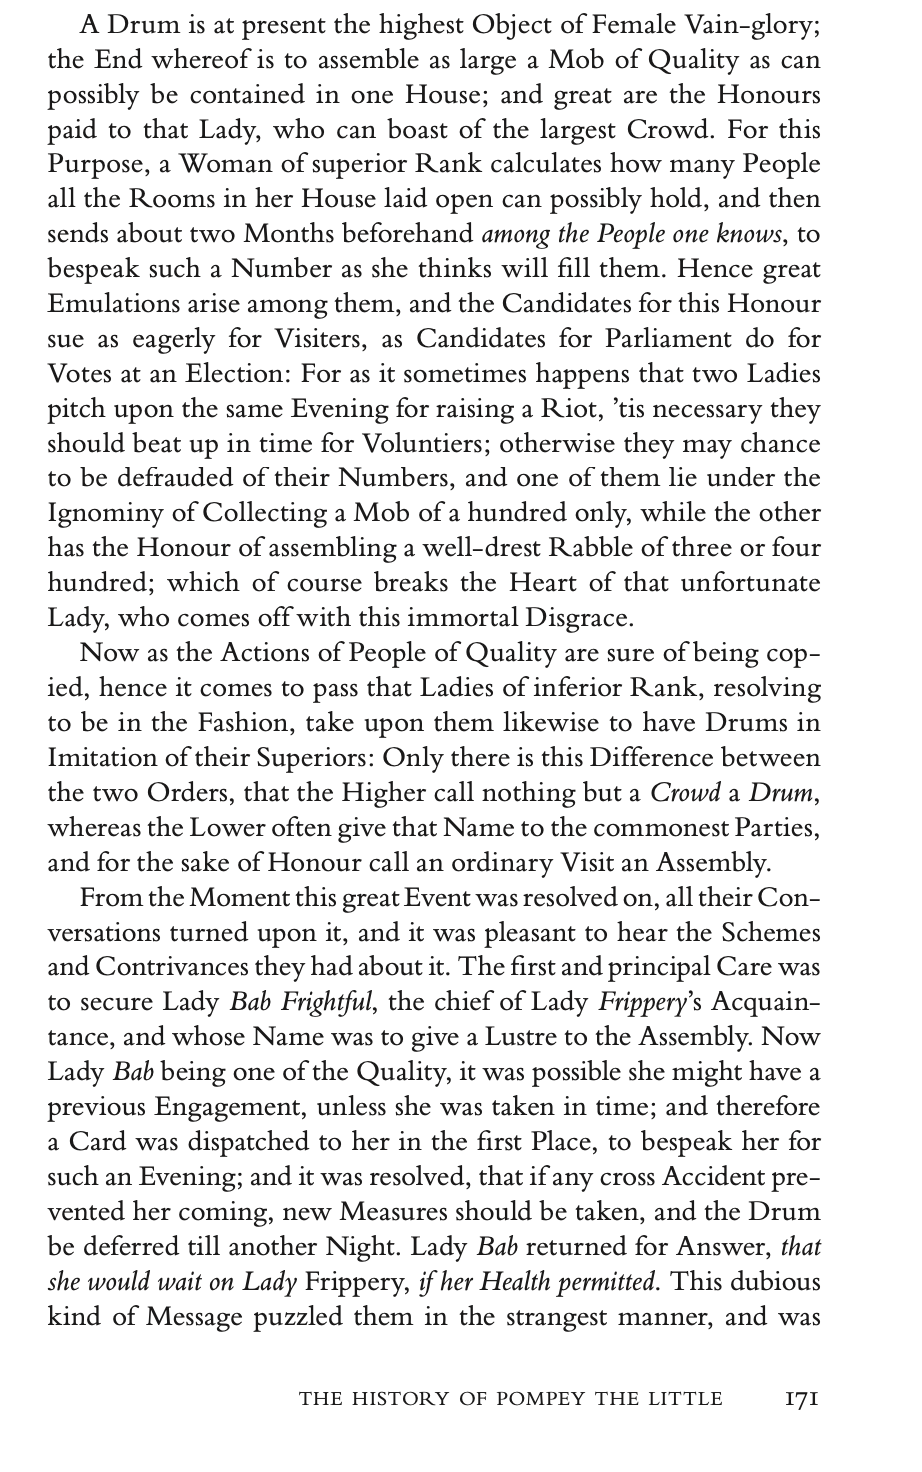 A Drum is at present the highest Object of Female Vain-glory;
the End whereof is to assemble as large a Mob of Quality as can
possibly be contained in one House; and great are the Honours
paid to that Lady, who can boast of the largest Crowd. For this
Purpose, a Woman of superior Rank calculates how many People
all the Rooms in her House laid open can possibly hold, and then
sends about two Months beforehand among the People one knows, to
bespeak such a Number as she thinks will fill them. Hence great
Emulations arise among them, and the Candidates for this Honour
sue as eagerly for Visiters, as Candidates for Parliament do for
Votes at an Election: For as it sometimes happens that two Ladies
pitch upon the same Evening for raising a Riot, ’tis necessary they
should beat up in time for Voluntiers; otherwise they may chance
to be defrauded of their Numbers, and one of them lie under the
Ignominy of Collecting a Mob of a hundred only, while the other
has the Honour of assembling a well-drest Rabble of three or four
hundred; which of course breaks the Heart of that unfortunate
Lady, who comes off with this immortal Disgrace.
Now as the Actions of People of Quality are sure of being cop-
ied, hence it comes to pass that Ladies of inferior Rank, resolving
to be in the Fashion, take upon them likewise to have Drums in
Imitation of their Superiors: Only there is this Difference between
the two Orders, that the Higher call nothing but a Crowd a Drum,
whereas the Lower often give that Name to the commonest Parties,
and for the sake of Honour call an ordinary Visit an Assembly.
From the Moment this great Event was resolved on, all their Con-
versations turned upon it, and it was pleasant to hear the Schemes
and Contrivances they had about it. The first and principal Care was
to secure Lady Bab Frightful, the chief of Lady Frippery’s Acquain-
tance, and whose Name was to give a Lustre to the Assembly. Now
Lady Bab being one of the Quality, it was possible she might have a
previous Engagement, unless she was taken in time; and therefore
a Card was dispatched to her in the first Place, to bespeak her for
such an Evening; and it was resolved, that if any cross Accident pre-
vented her coming, new Measures should be taken, and the Drum
be deferred till another Night. Lady Bab returned for Answer, that
she would wait on Lady Frippery, if her Health permitted. This dubious
kind of Message puzzled them in the strangest manner, and was
THE HISTORY OF POMPEY THE LITTLE 171